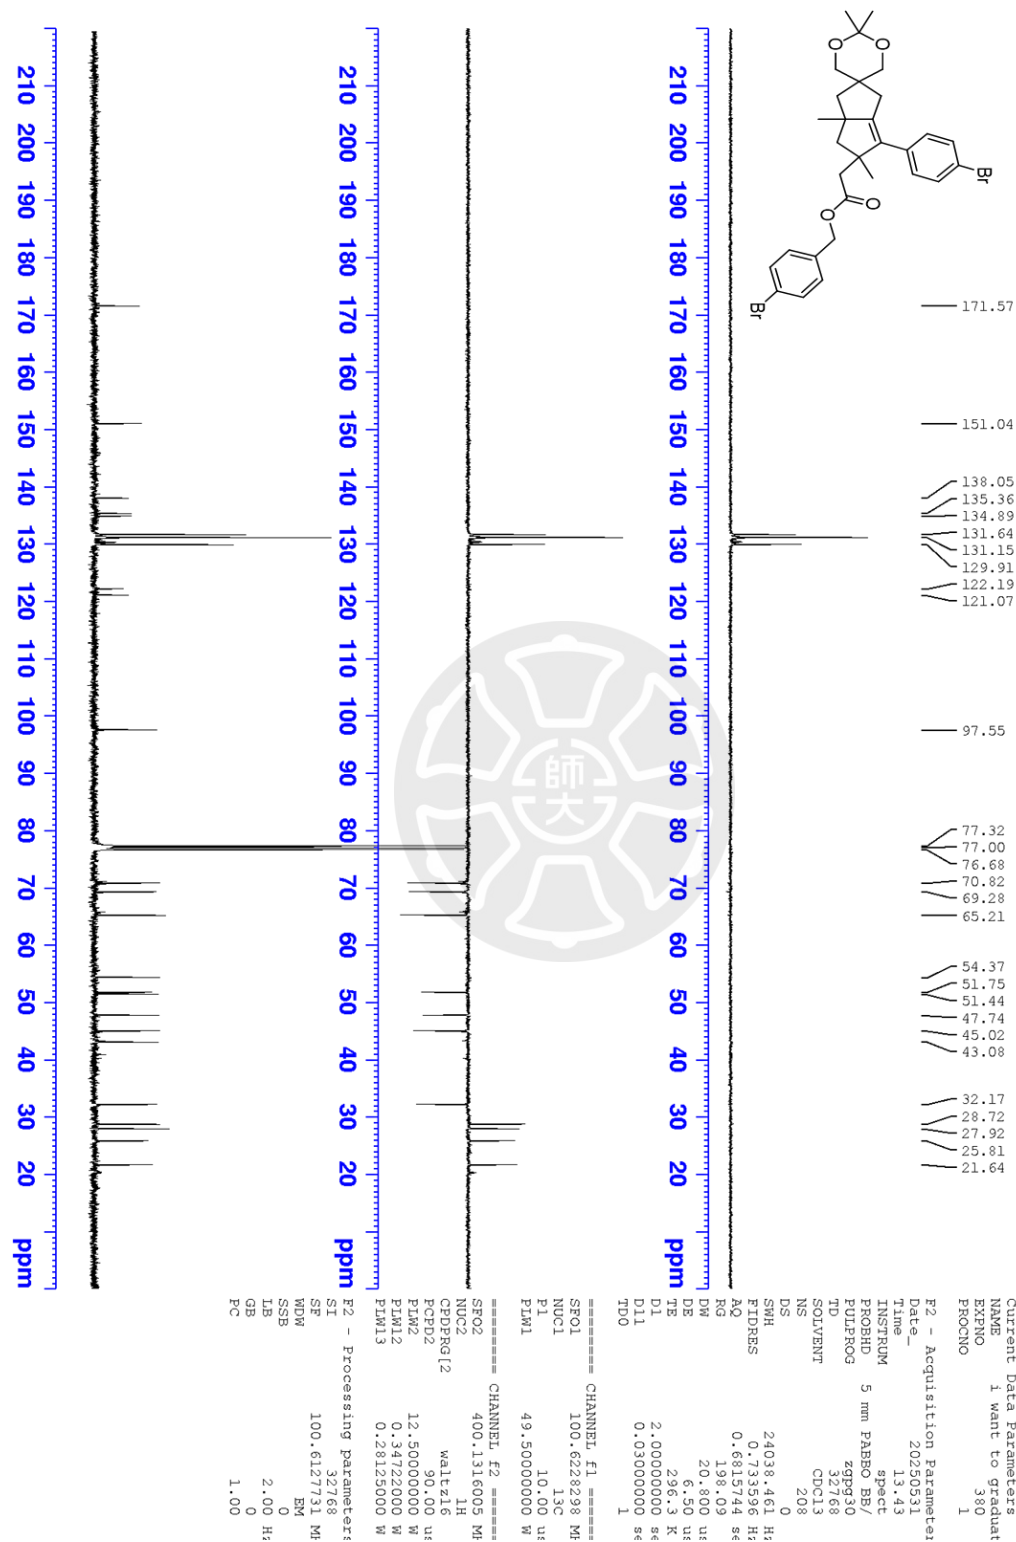 O
O
Br
O
O
Br
171.57
151.04
138.05
135.36
134.89
131.64
131.15
129.91
122.19
121.07
97.55
77.32
77.00
76.68
70.82
69.28
65.21
54.37
51.75
51.44
47.74
45.02
43.08
32.17
28.72
27.92
25.81
21.64
210 200 190 180 170 160 150 140 130 120 110 100 90 80 70 60 50 40 30 20 ppm
210 200 190 180 170 160 150 140 130 120 110 100 90 80 70 60 50 40 30 20 ppm
210 200 190 180 170 160 150 140 130 120 110 100 90 80 70 60 50 40 30 20 ppm
師大
Current Data Parameters
NAME i want to graduat
EXPNO 380
PROCNO 1
F2 - Acquisition Parameter
Date_ 20250531
Time 13.43
INSTRUM spect
PROBHD 5 mm PABBO BB/
PULPROG zgpg30
TD 32768
SOLVENT CDCl3
NS 208
DS 0
SWH 24038.461 Hz
FIDRES 0.733596 Hz
AQ 0.6815744 se
RG 198.09
DW 20.800 us
DE 6.50 us
TE 296.3 K
D1 2.00000000 se
D11 0.03000000 se
TD0 1
======== CHANNEL f1 ========
SFO1 100.6228298 MH
NUC1 13C
P1 10.00 us
PLW1 49.50000000 W
======== CHANNEL f2 ========
SFO2 400.1316005 MH
NUC2 1H
CPDPRG[2 waltz16
PCPD2 90.00 us
PLW2 12.50000000 W
PLW12 0.34722000 W
PLW13 0.28125000 W
F2 - Processing parameters
SI 32768
SF 100.6127731 MH
WDW EM
SSB 0
LB 2.00 Hz
GB 0
PC 1.00